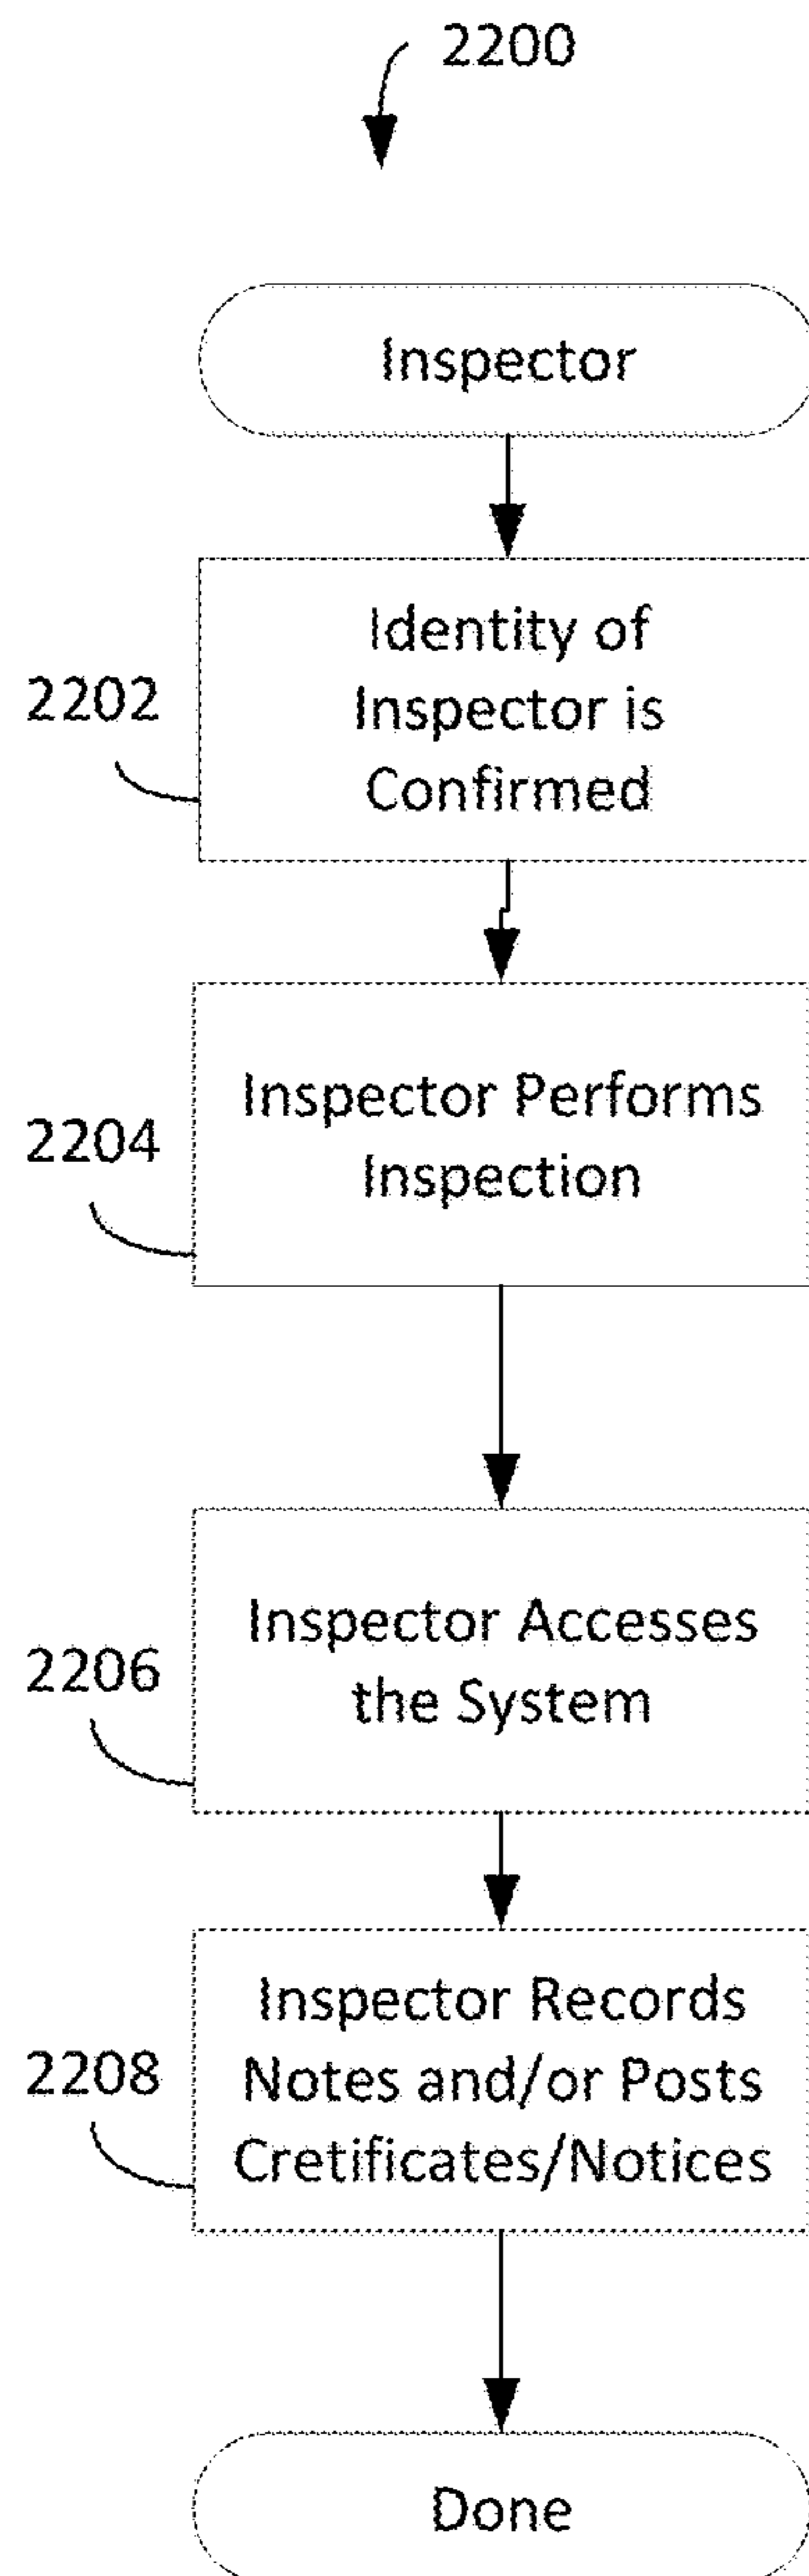 2200
Inspector
Identity of
Inspector is
Confirmed
2202
Inspector Performs
Inspection
2204
Inspector Accesses
the System
2206
Inspector Records
Notes and/or Posts
Cretificates/Notices
2208
Done